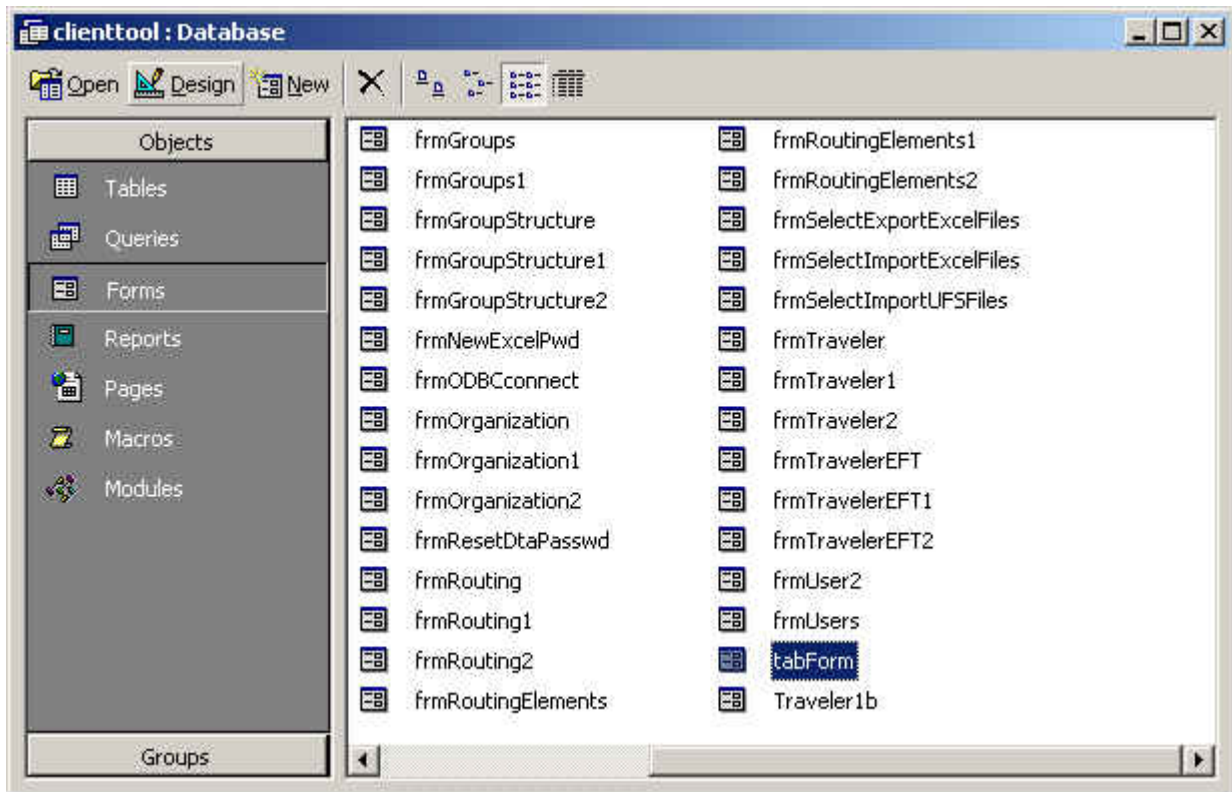 clienttool : Database
Open Design New
Objects
Tables
Queries
Forms
Reports
Pages
Macros
Modules
Groups
frmGroups
frmGroups1
frmGroupStructure
frmGroupStructure1
frmGroupStructure2
frmNewExcelPwd
frmODBCconnect
frmOrganization
frmOrganization1
frmOrganization2
frmResetDtaPasswd
frmRouting
frmRouting1
frmRouting2
frmRoutingElements
frmRoutingElements1
frmRoutingElements2
frmSelectExportExcelFiles
frmSelectImportExcelFiles
frmSelectImportUFSFiles
frmTraveler
frmTraveler1
frmTraveler2
frmTravelerEFT
frmTravelerEFT1
frmTravelerEFT2
frmUser2
frmUsers
tabForm
Traveler1b